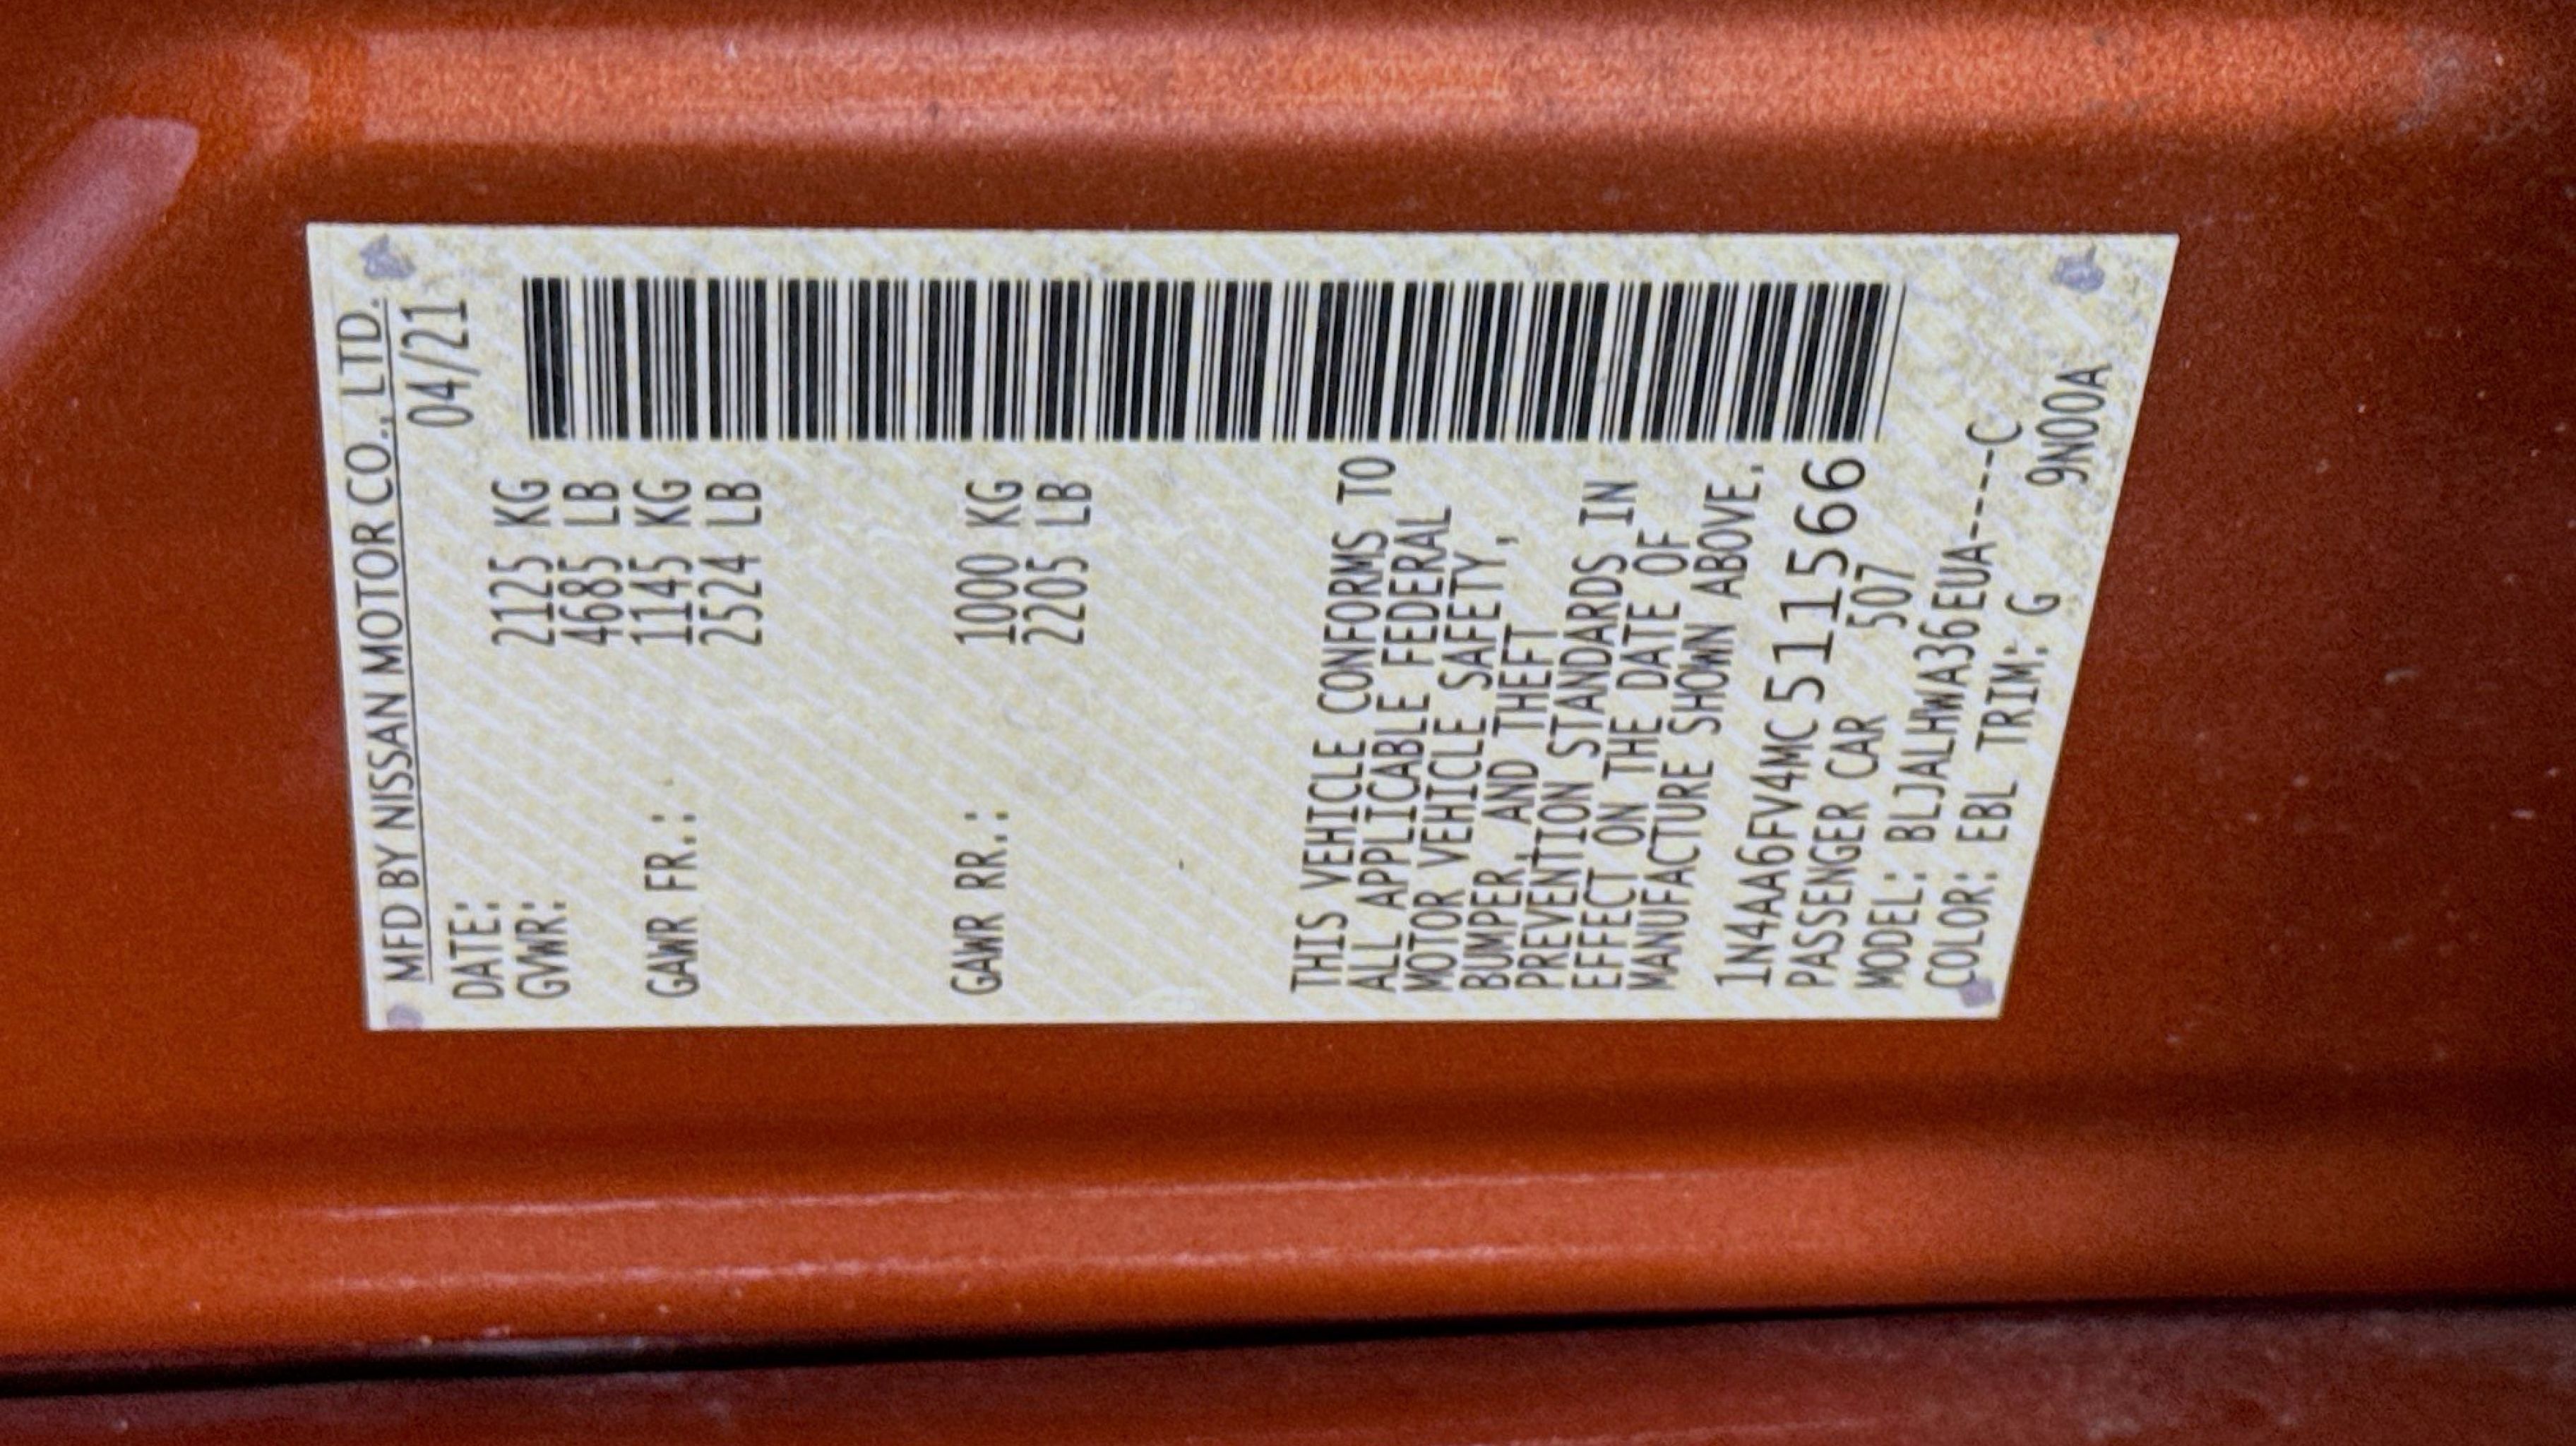 MFD BY NISSAN MOTOR CO., LTD.
DATE: 04/21
GVWR: 2125 KG
4685 LB
GAWR FR.: 1145 KG
2524 LB
GAWR RR.: 1000 KG
2205 LB
THIS VEHICLE CONFORMS TO
ALL APPLICABLE FEDERAL
MOTOR VEHICLE SAFETY,
BUMPER, AND THEFT
PREVENTION STANDARDS IN
EFFECT ON THE DATE OF
MANUFACTURE SHOWN ABOVE.
1N4AA6FV4MC511566
PASSENGER CAR 507
MODEL: BLJALHWA36EUA-----C
COLOR: EBL TRIM: G 9N00A